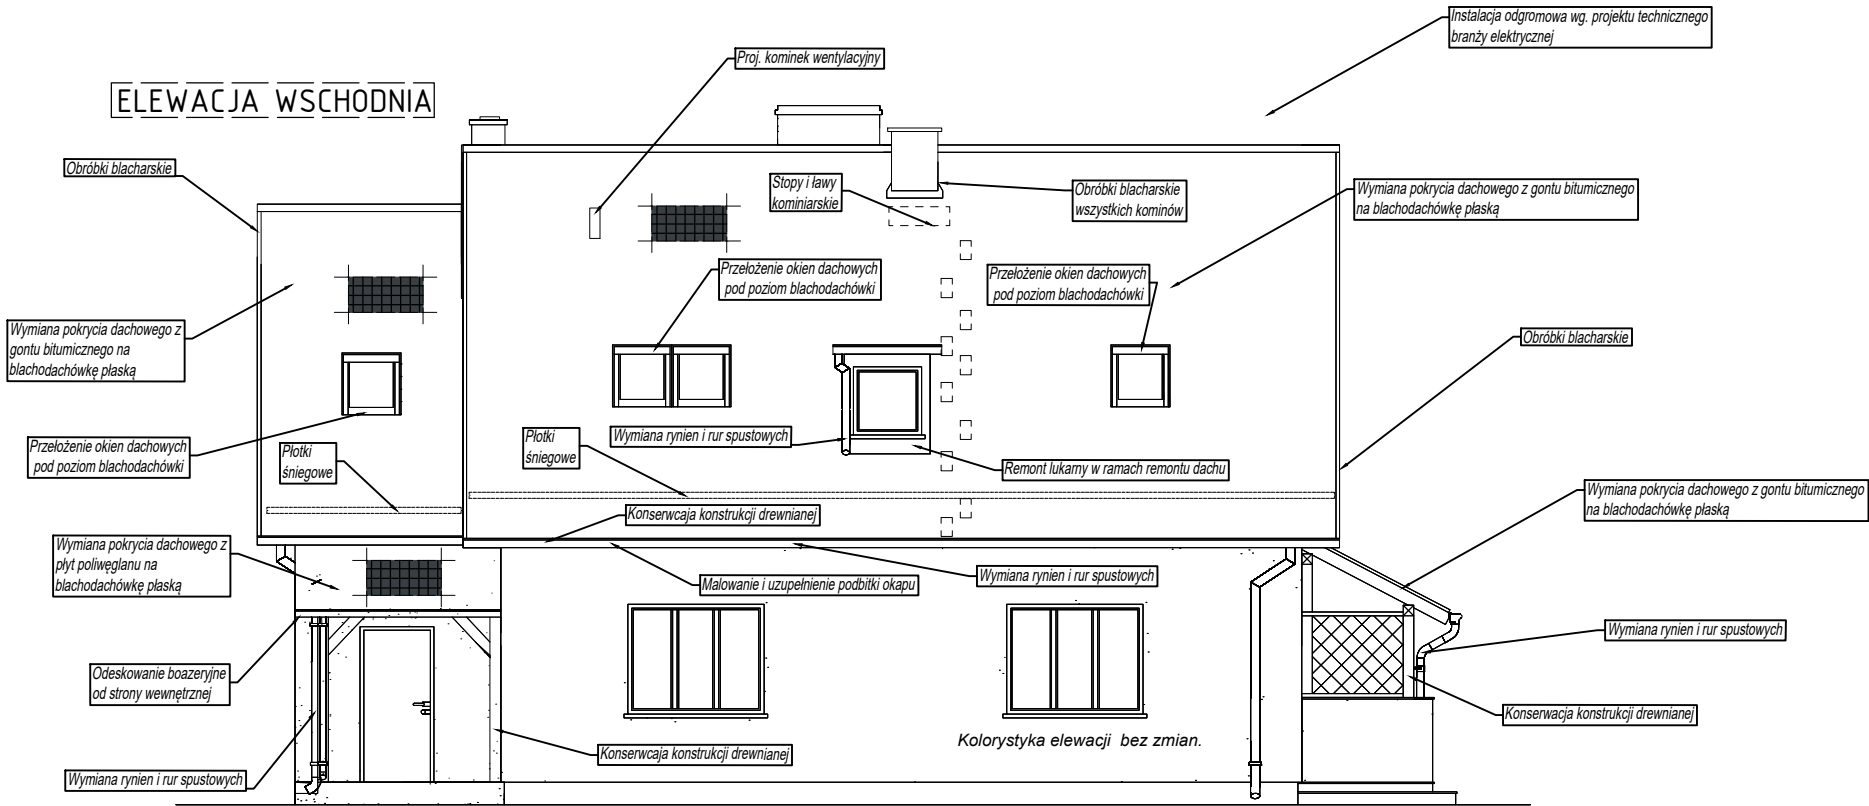 Instalacja odgromowa wg. projektu technicznego
branży elektrycznej
Proj. kominek wentylacyjny
ELEWACJA WSCHODNIA
Obróbki blacharskie
Stopy i ławy
kominiarskie
Obróbki blacharskie
wszystkich kominów
Wymiana pokrycia dachowego z gontu bitumicznego
na blachodachówkę płaską
Przełożenie okien dachowych
pod poziom blachodachówki
Przełożenie okien dachowych
pod poziom blachodachówki
Wymiana pokrycia dachowego z
gontu bitumicznego na
blachodachówkę płaską
Obróbki blacharskie
Przełożenie okien dachowych
pod poziom blachodachówki
Płotki
śniegowe
Płotki
śniegowe
Wymiana rynien i rur spustowych
Remont lukarny w ramach remontu dachu
Wymiana pokrycia dachowego z gontu bitumicznego
na blachodachówkę płaską
Konserwcaja konstrukcji drewnianej
Wymiana pokrycia dachowego z
płyt poliwęglanu na
blachodachówkę płaską
Malowanie i uzupełnienie podbitki okapu
Wymiana rynien i rur spustowych
Wymiana rynien i rur spustowych
Odeskowanie boazeryjne
od strony wewnętrznej
Konserwacja konstrukcji drewnianej
Kolorystyka elewacji bez zmian.
Konserwcaja konstrukcji drewnianej
Wymiana rynien i rur spustowych